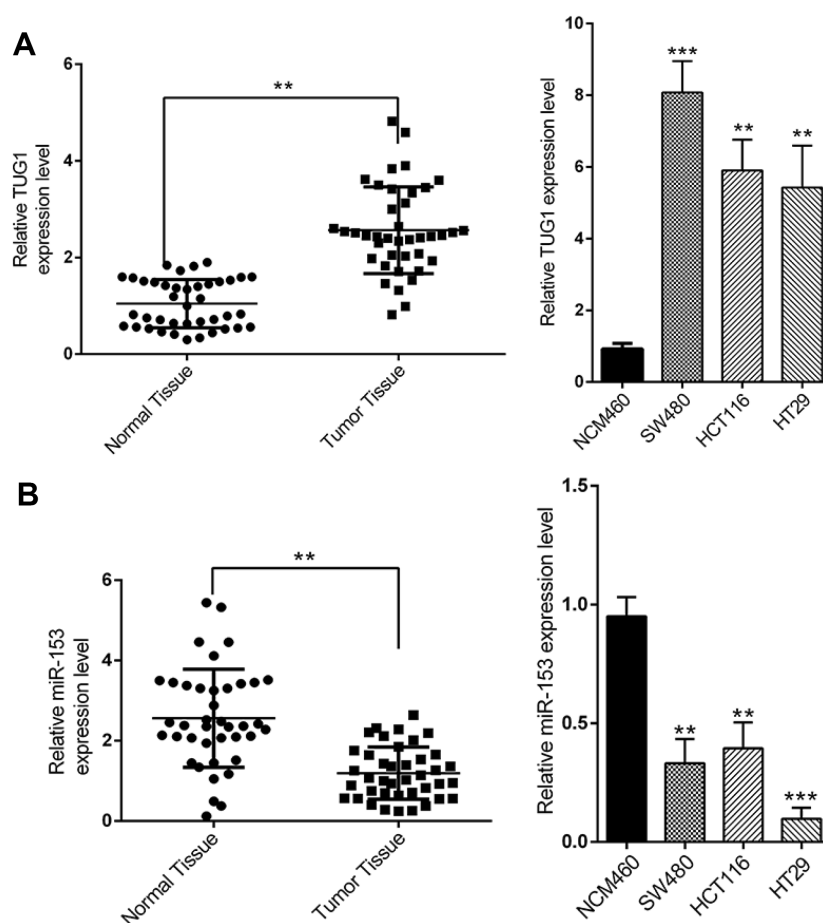 A
Relative TUG1
expression level
6
4
2
0
**
Normal Tissue
Tumor Tissue
Relative TUG1 expression level
10
8
6
4
2
0
***
**
**
NCM460
SW480
HCT116
HT29
B
Relative miR-153
expression level
6
4
2
0
**
Normal Tissue
Tumor Tissue
Relative miR-153 expression level
1.5
1.0
0.5
0.0
**
**
***
NCM460
SW480
HCT116
HT29